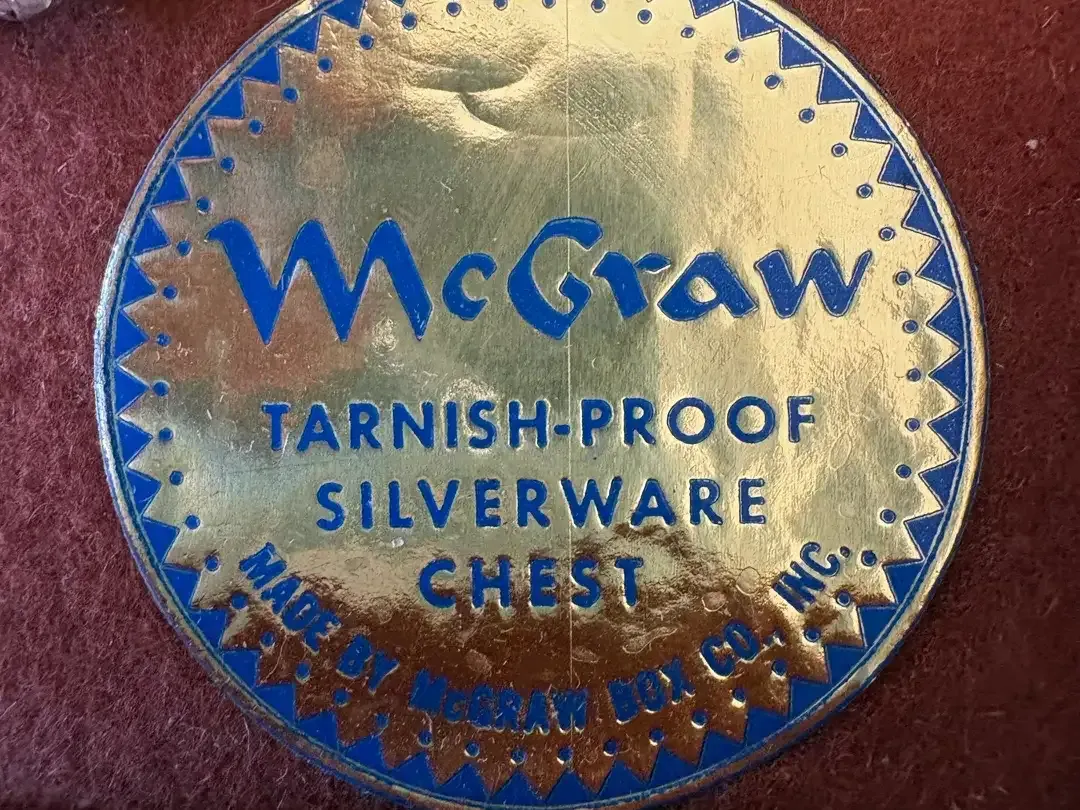 McGraw
TARNISH-PROOF
SILVERWARE
CHEST
MADE BY McGRAW BOX CO., INC.